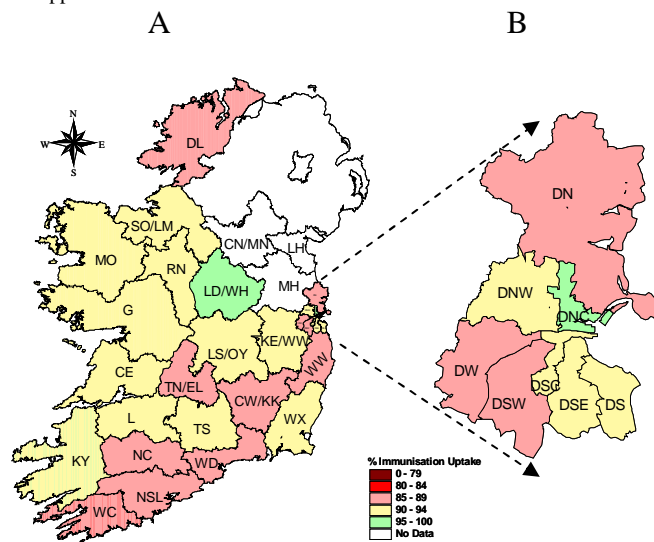 A
B
N
W
E
S
DL
SO/LM
CN/MN
LH
MO
RN
LD/WH
MH
G
LS/OY
KE/WW
CE
TN/EL
WW
CW/KK
L
TS
WX
KY
NC
WD
NSL
WC
DN
DNW
DNC
DW
DSW
DSC
DSE
DS
% Immunisation Uptake
0 - 79
80 - 84
85 - 89
90 - 94
95 - 100
No Data